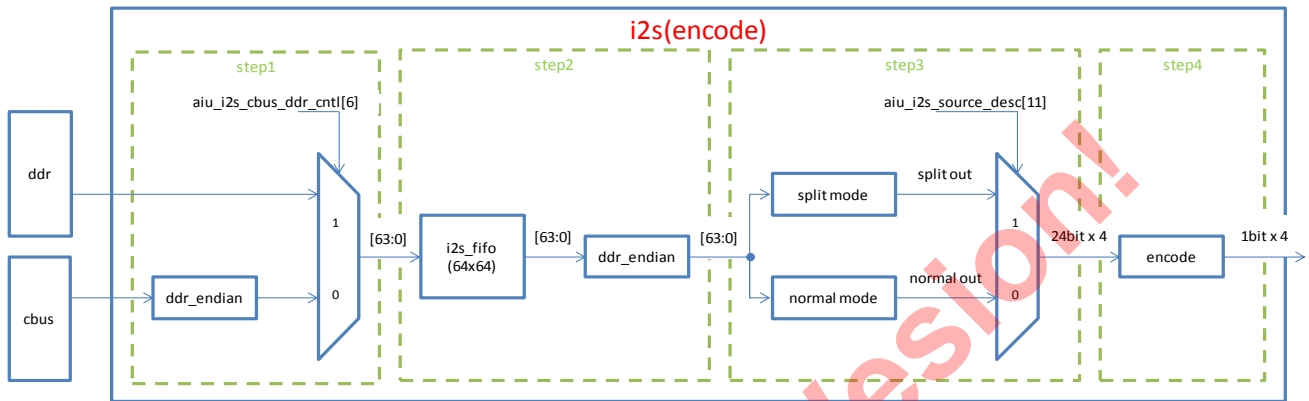 i2s(encode)
step1
step2
step3
step4
aiu_i2s_cbus_ddr_cntl[6]
aiu_i2s_source_desc[11]
ddr
cbus
ddr_endian
1
0
[63:0]
i2s_fifo
(64x64)
[63:0]
ddr_endian
[63:0]
split mode
split out
normal mode
normal out
1
0
24bit x 4
encode
1bit x 4